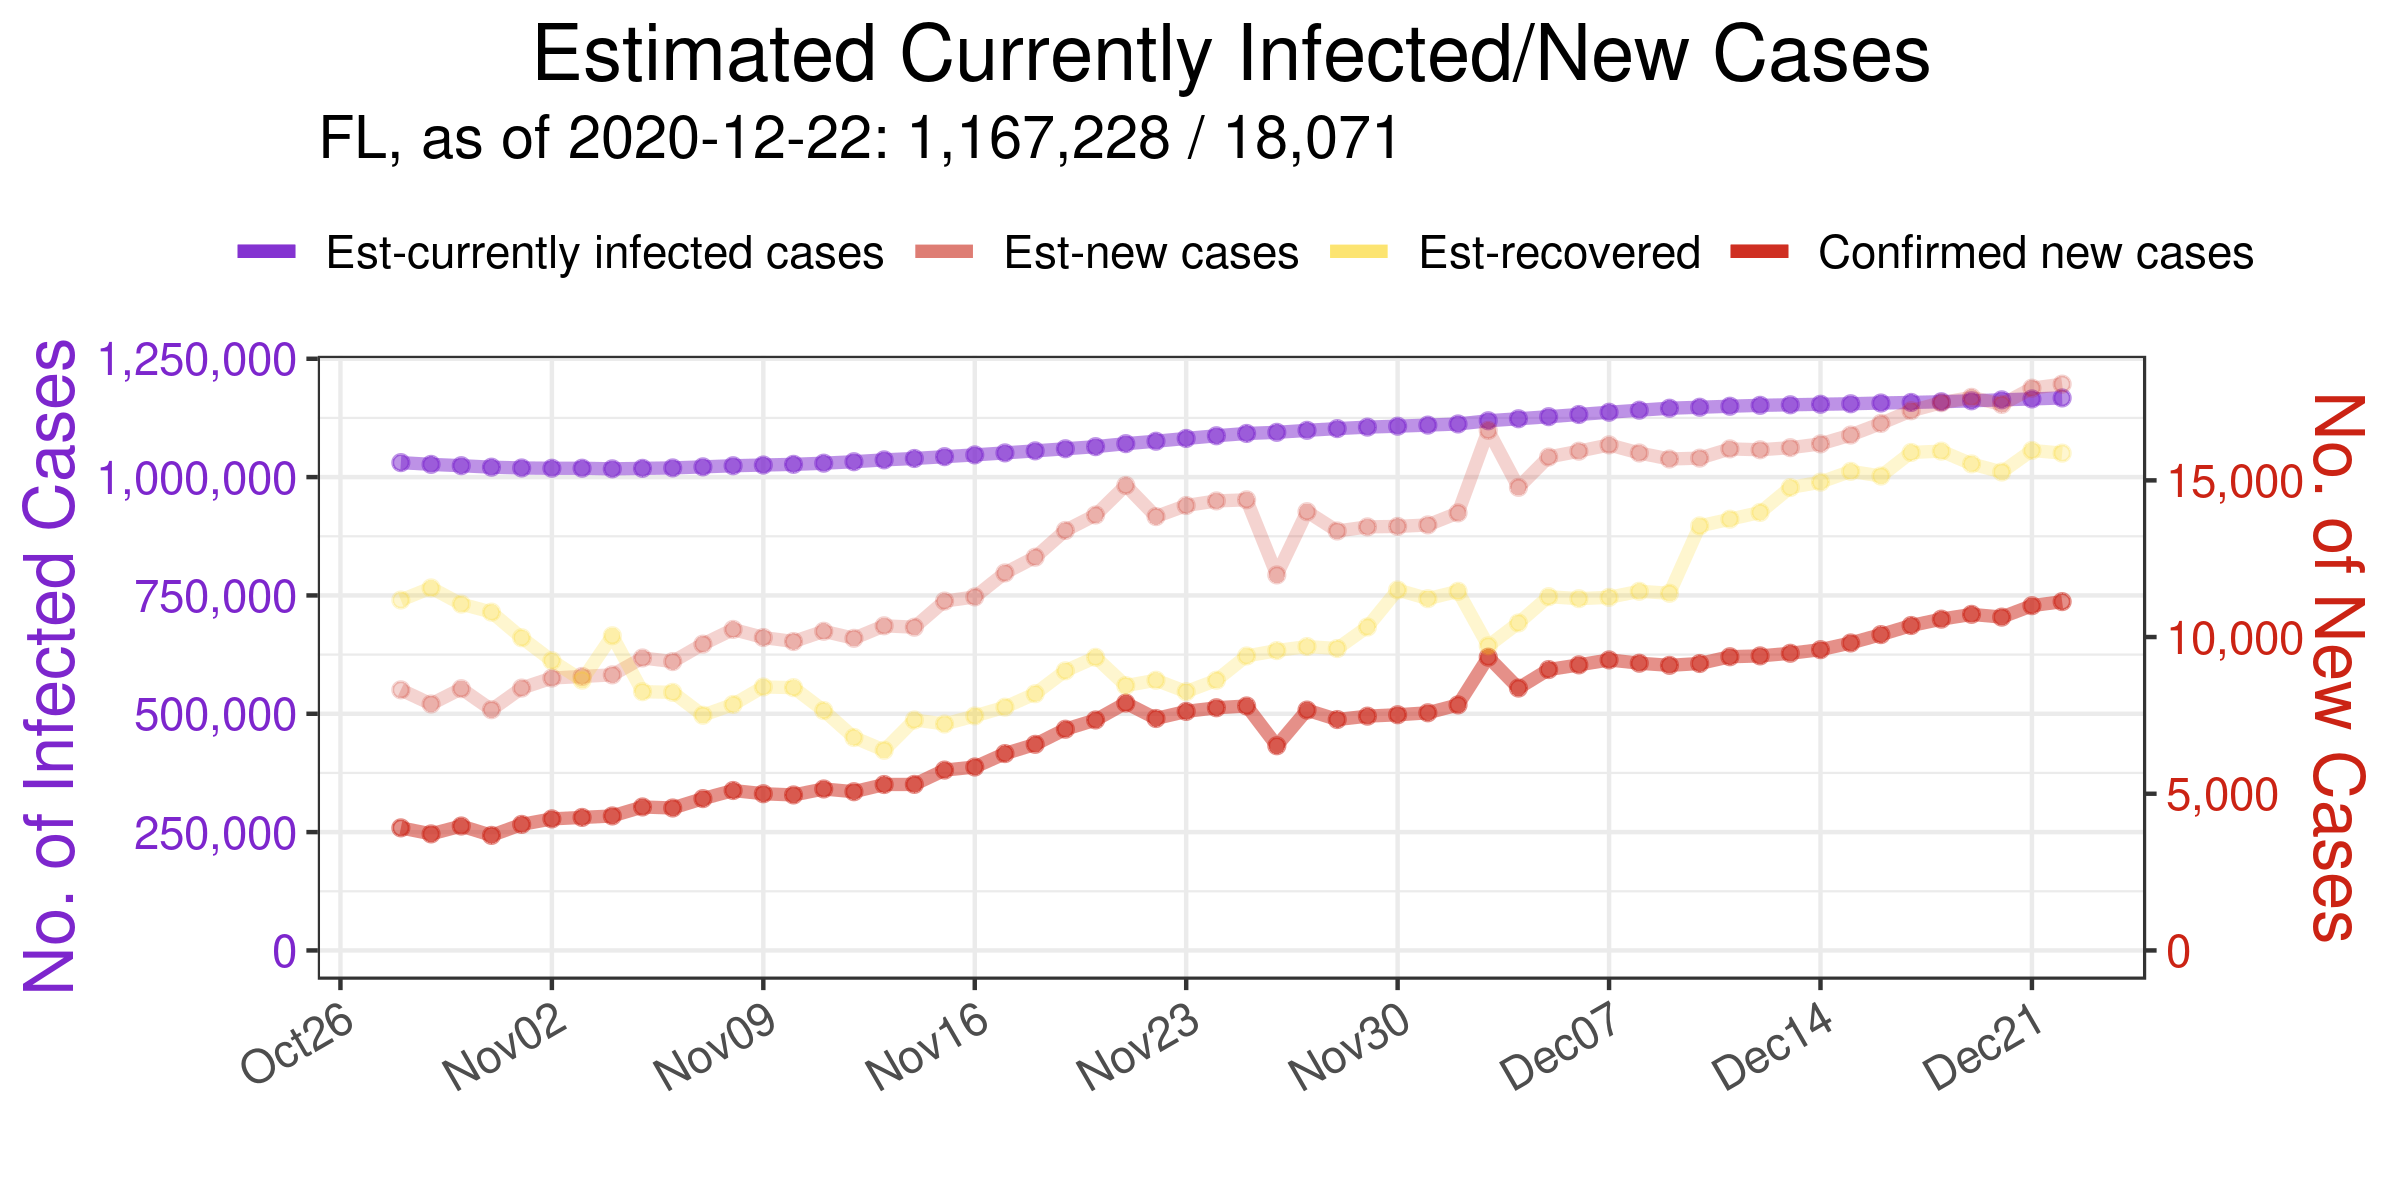 Estimated Currently Infected/New Cases
FL, as of 2020-12-22: 1,167,228 / 18,071
Est-currently infected cases Est-new cases Est-recovered Confirmed new cases
No. of Infected Cases
1,250,000
1,000,000
750,000
500,000
250,000
0
15,000
10,000
5,000
0
No. of New Cases
Oct26 Nov02 Nov09 Nov16 Nov23 Nov30 Dec07 Dec14 Dec21